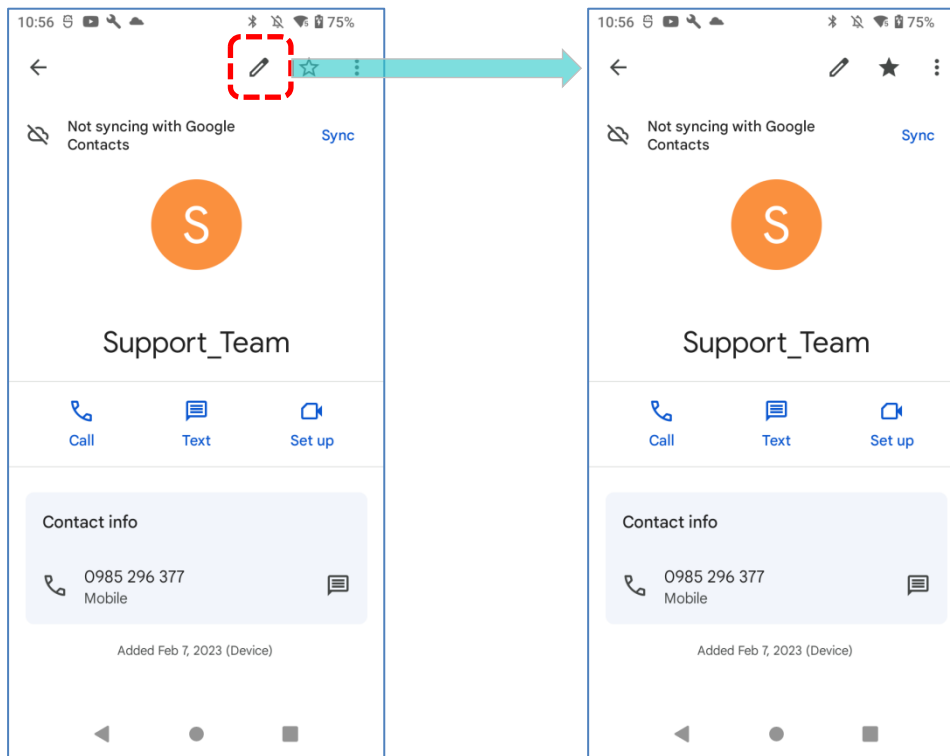 10:56 75%
Not syncing with Google
Contacts
Sync
S
Support_Team
Call Text Set up
Contact info
0985 296 377
Mobile
Added Feb 7, 2023 (Device)
10:56 75%
Not syncing with Google
Contacts
Sync
S
Support_Team
Call Text Set up
Contact info
0985 296 377
Mobile
Added Feb 7, 2023 (Device)